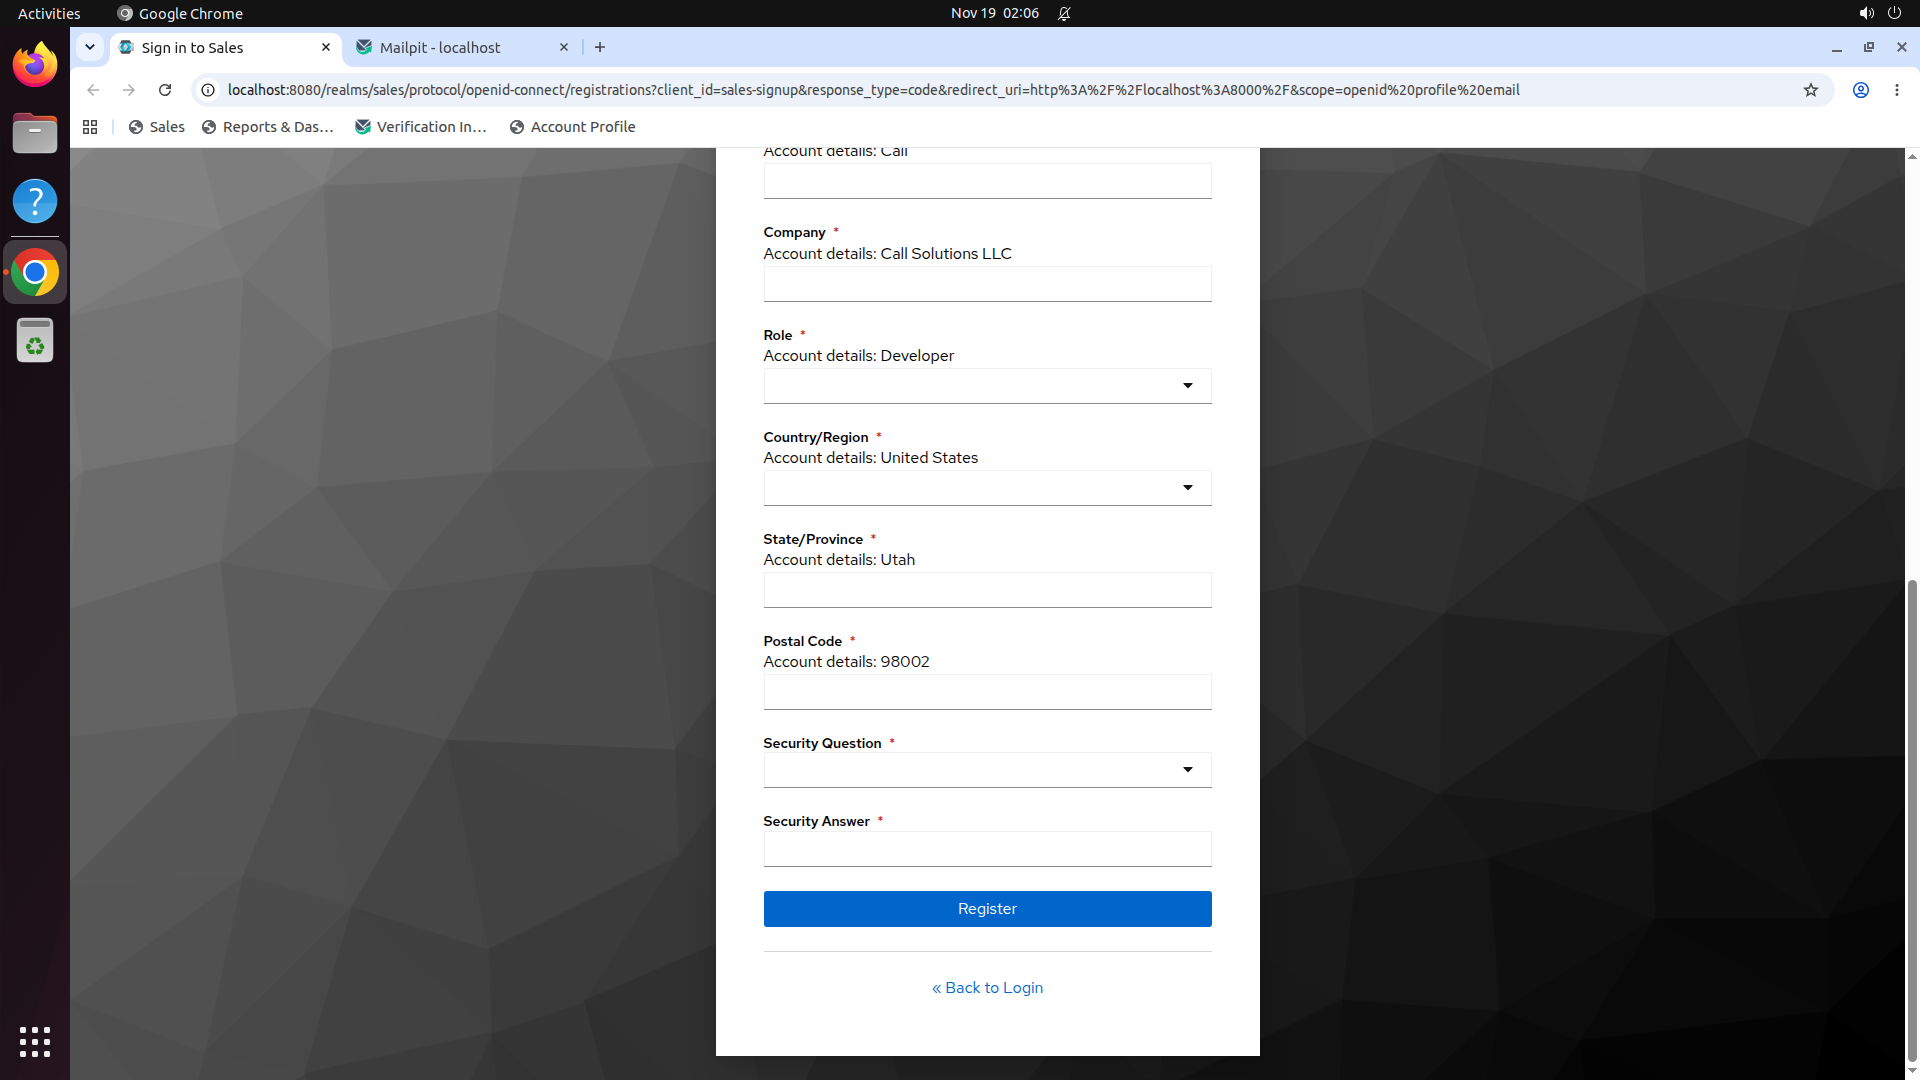 Activities
Google Chrome
Nov 19 02:06
Sign in to Sales
Mailpit - localhost
localhost:8080/realms/sales/protocol/openid-connect/registrations?client_id=sales-signup&response_type=code&redirect_uri=http%3A%2F%2Flocalhost%3A8000%2F&scope=openid%20profile%20email
Sales
Reports & Das...
Verification In...
Account Profile
Account details: Call
Company *
Account details: Call Solutions LLC
Role *
Account details: Developer
Country/Region *
Account details: United States
State/Province *
Account details: Utah
Postal Code *
Account details: 98002
Security Question *
Security Answer *
Register
« Back to Login